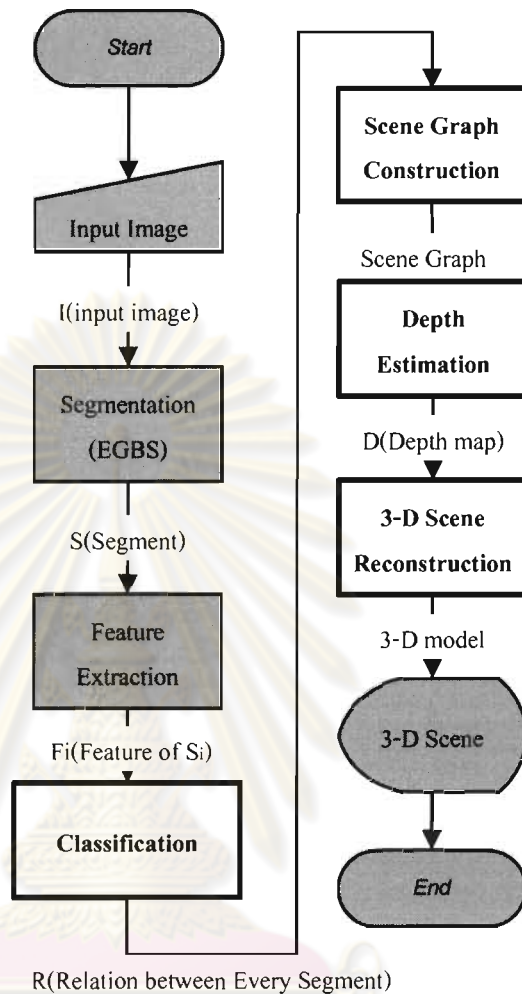 Start
Input Image
I(input image)
Segmentation
(EGBS)
S(Segment)
Feature
Extraction
Fi(Feature of Si)
Classification
R(Relation between Every Segment)
Scene Graph
Construction
Scene Graph
Depth
Estimation
D(Depth map)
3-D Scene
Reconstruction
3-D model
3-D Scene
End